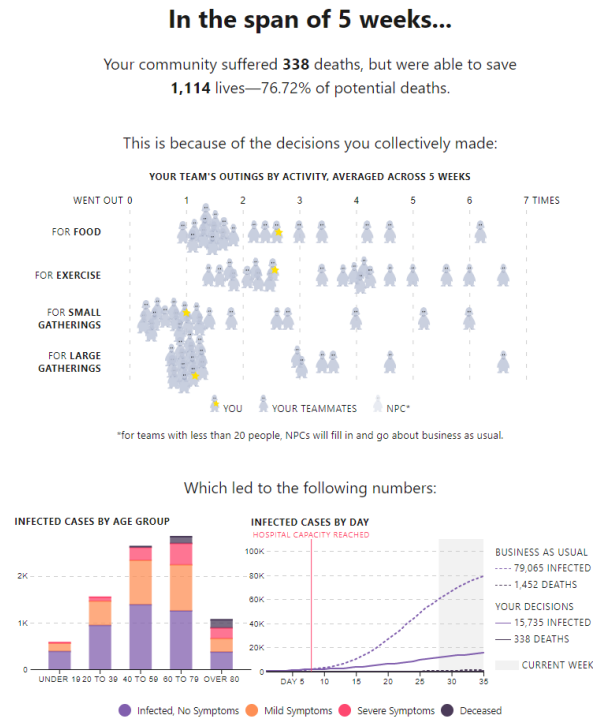 In the span of 5 weeks...
Your community suffered 338 deaths, but were able to save
1,114 lives—76.72% of potential deaths.
This is because of the decisions you collectively made:
YOUR TEAM'S OUTINGS BY ACTIVITY, AVERAGED ACROSS 5 WEEKS
WENT OUT 0 1 2 3 4 5 6 7 TIMES
FOR FOOD
FOR EXERCISE
FOR SMALL
GATHERINGS
FOR LARGE
GATHERINGS
YOU YOUR TEAMMATES NPC*
*for teams with less than 20 people, NPCs will fill in and go about business as usual.
Which led to the following numbers:
INFECTED CASES BY AGE GROUP
2K
1K
0
UNDER 19 20 TO 39 40 TO 59 60 TO 79 OVER 80
INFECTED CASES BY DAY
HOSPITAL CAPACITY REACHED
100K
80K
60K
40K
20K
0
DAY 5 10 15 20 25 30 35
BUSINESS AS USUAL
79,065 INFECTED
1,452 DEATHS
YOUR DECISIONS
15,735 INFECTED
338 DEATHS
CURRENT WEEK
Infected, No Symptoms Mild Symptoms Severe Symptoms Deceased